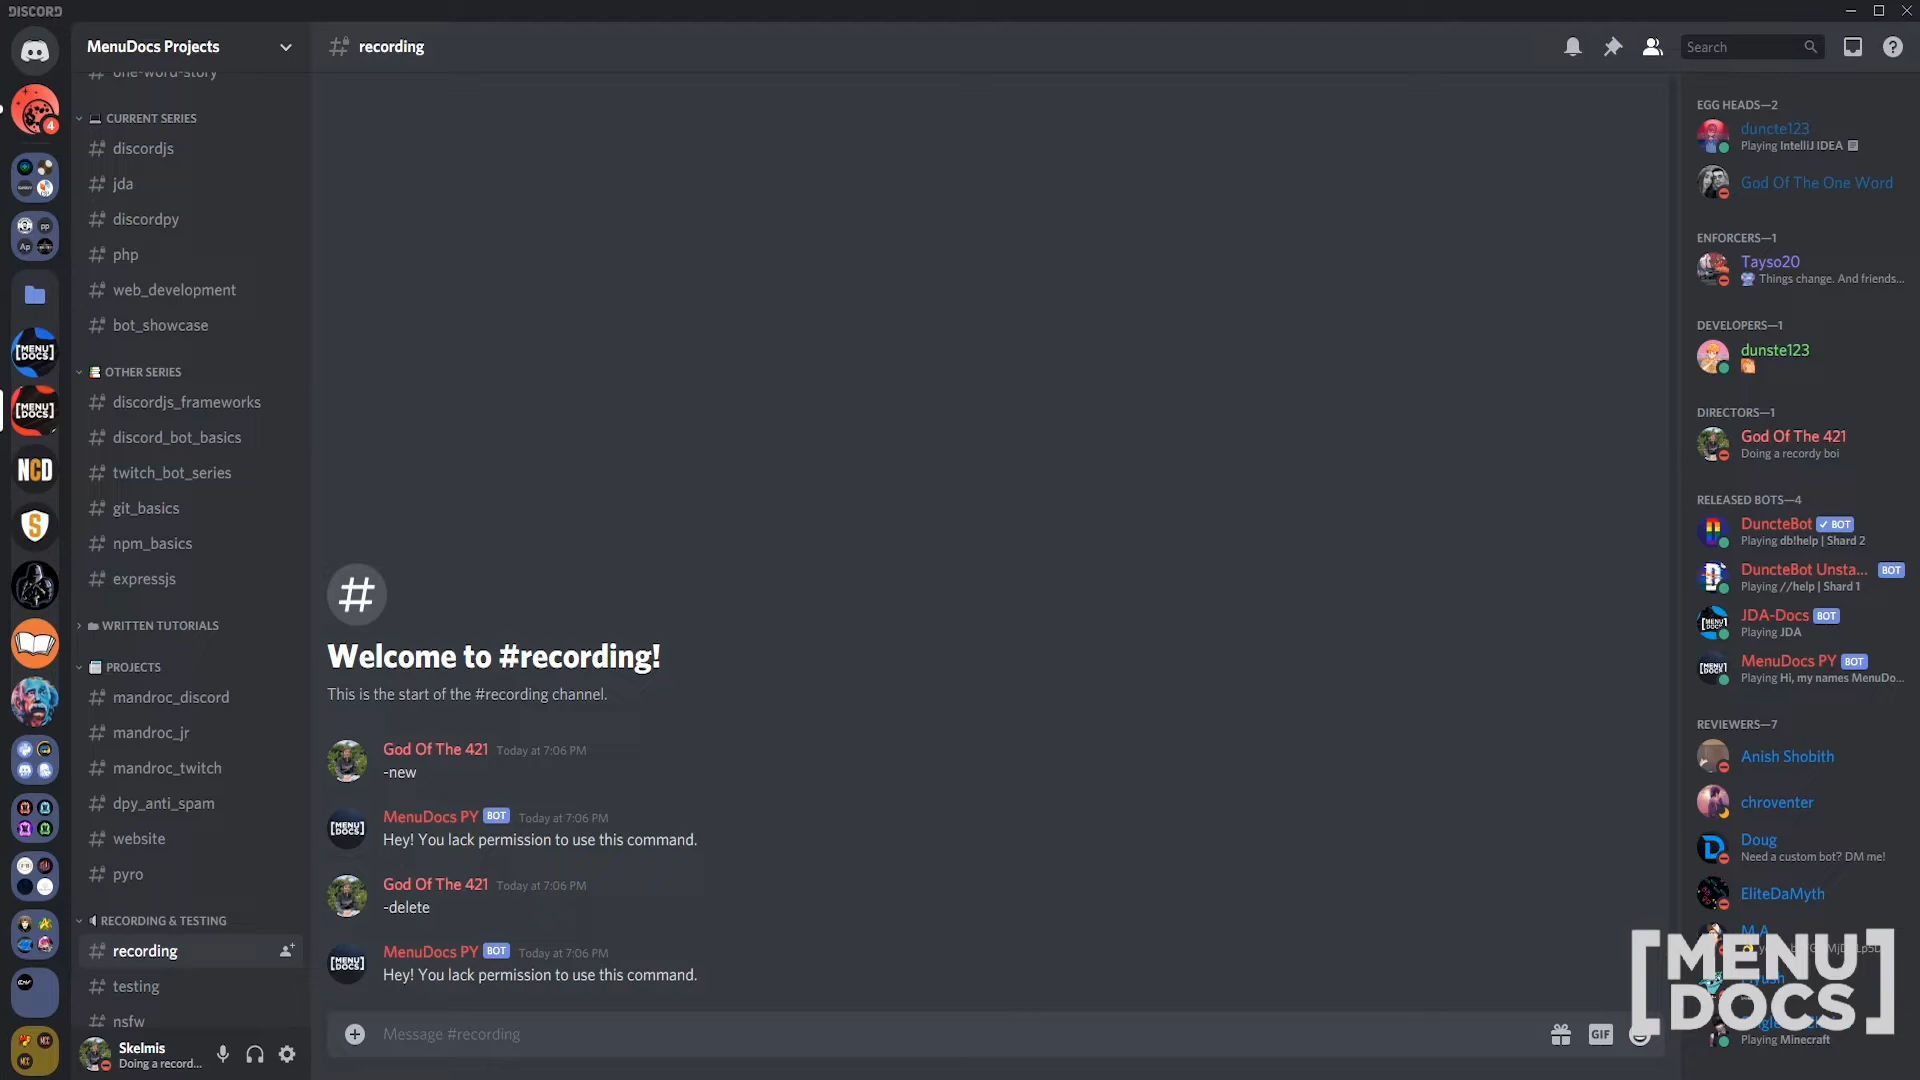 DISCORD
MenuDocs Projects
recording
Search
one-word-story
CURRENT SERIES
discordjs
jda
discordpy
php
web_development
bot_showcase
OTHER SERIES
discordjs_frameworks
discord_bot_basics
twitch_bot_series
git_basics
npm_basics
expressjs
WRITTEN TUTORIALS
PROJECTS
mandroc_discord
mandroc_jr
mandroc_twitch
dpy_anti_spam
website
pyro
RECORDING & TESTING
recording
testing
nsfw
Skelmis
Doing a record...
4
[MENU DOCS]
[MENU DOCS]
NCD
Welcome to #recording!
This is the start of the #recording channel.
God Of The 421 Today at 7:06 PM
-new
MenuDocs PY BOT Today at 7:06 PM
Hey! You lack permission to use this command.
God Of The 421 Today at 7:06 PM
-delete
MenuDocs PY BOT Today at 7:06 PM
Hey! You lack permission to use this command.
Message #recording
GIF
EGG HEADS—2
duncte123
Playing IntelliJ IDEA
God Of The One Word
ENFORCERS—1
Tayso20
Things change. And friends...
DEVELOPERS—1
dunste123
DIRECTORS—1
God Of The 421
Doing a recordy boi
RELEASED BOTS—4
DuncteBot BOT
Playing db!help | Shard 2
DuncteBot Unsta... BOT
Playing //help | Shard 1
JDA-Docs BOT
Playing JDA
MenuDocs PY BOT
Playing Hi, my names MenuDo...
REVIEWERS—7
Anish Shobith
chroventer
Doug
Need a custom bot? DM me!
EliteDaMyth
Playing Minecraft
[MENU
DOCS]